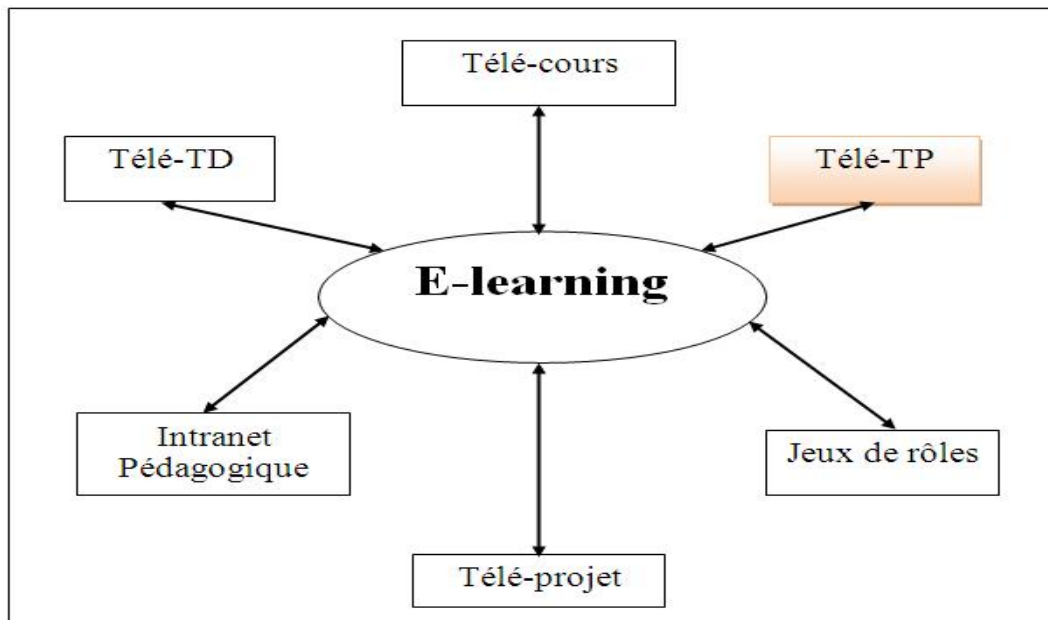 Télé-cours
Télé-TD
Télé-TP
E-learning
Intranet
Pédagogique
Jeux de rôles
Télé-projet